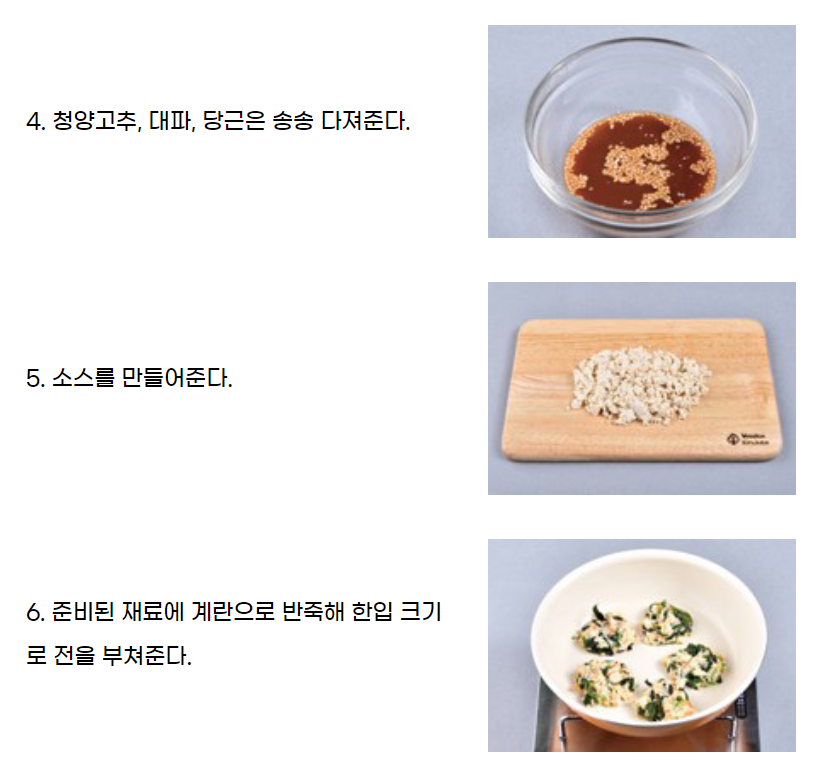 4. 청양고추, 대파, 당근은 송송 다져준다.
5. 소스를 만들어준다.
6. 준비된 재료에 계란으로 반죽해 한입 크기
로 전을 부쳐준다.